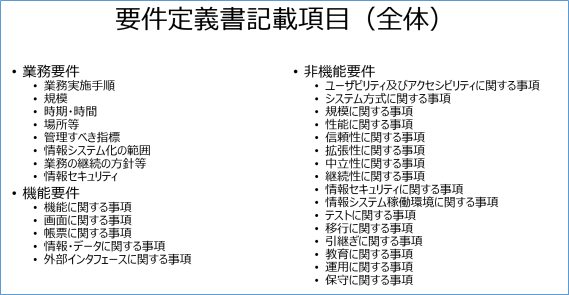 要件定義書記載項目（全体）
• 業務要件
• 業務実施手順
• 規模
• 時期・時間
• 場所等
• 管理すべき指標
• 情報システム化の範囲
• 業務の継続の方針等
• 情報セキュリティ
• 機能要件
• 機能に関する事項
• 画面に関する事項
• 帳票に関する事項
• 情報・データに関する事項
• 外部インタフェースに関する事項
• 非機能要件
• ユーザビリティ及びアクセシビリティに関する事項
• システム方式に関する事項
• 規模に関する事項
• 性能に関する事項
• 信頼性に関する事項
• 拡張性に関する事項
• 中立性に関する事項
• 継続性に関する事項
• 情報セキュリティに関する事項
• 情報システム稼働環境に関する事項
• テストに関する事項
• 移行に関する事項
• 引継ぎに関する事項
• 教育に関する事項
• 運用に関する事項
• 保守に関する事項